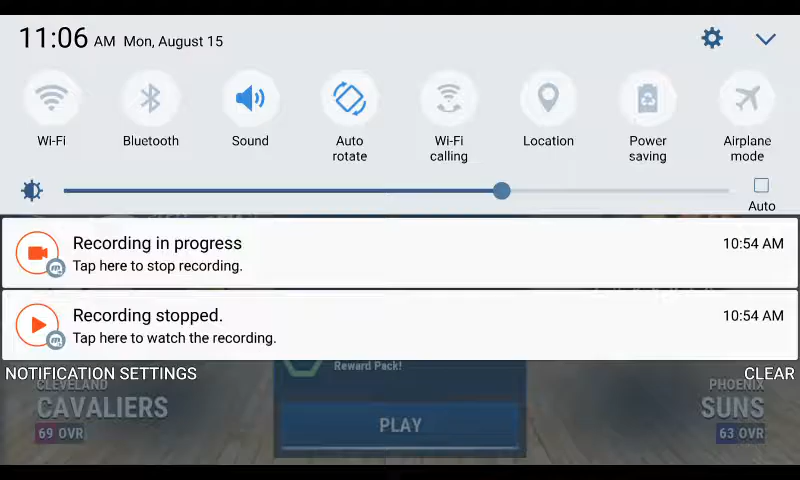 11:06 AM Mon, August 15
Wi-Fi
Bluetooth
Sound
Auto
rotate
Wi-Fi
calling
Location
Power
saving
Airplane
mode
Auto
Recording in progress
10:54 AM
Tap here to stop recording.
Recording stopped.
10:54 AM
Tap here to watch the recording.
Reward Pack!
NOTIFICATION SETTINGS
CLEAR
CLEVELAND
CAVALIERS
69 OVR
PLAY
PHOENIX
SUNS
63 OVR